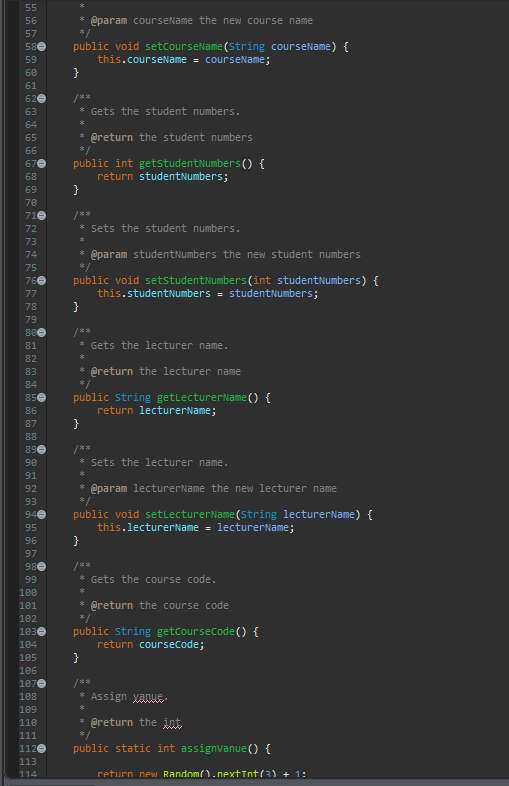 55 *
56 * @param courseName the new course name
57 */
58 public void setCourseName(String courseName) {
59 this.courseName = courseName;
60 }
61
62 /**
63 * Gets the student numbers.
64 *
65 * @return the student numbers
66 */
67 public int getStudentNumbers() {
68 return studentNumbers;
69 }
70
71 /**
72 * Sets the student numbers.
73 *
74 * @param studentNumbers the new student numbers
75 */
76 public void setStudentNumbers(int studentNumbers) {
77 this.studentNumbers = studentNumbers;
78 }
79
80 /**
81 * Gets the lecturer name.
82 *
83 * @return the lecturer name
84 */
85 public String getLecturerName() {
86 return lecturerName;
87 }
88
89 /**
90 * Sets the lecturer name.
91 *
92 * @param lecturerName the new lecturer name
93 */
94 public void setLecturerName(String lecturerName) {
95 this.lecturerName = lecturerName;
96 }
97
98 /**
99 * Gets the course code.
100 *
101 * @return the course code
102 */
103 public String getCourseCode() {
104 return courseCode;
105 }
106
107 /**
108 * Assign vanue.
109 *
110 * @return the int
111 */
112 public static int assignVanue() {
113
114 return new Random().nextInt(3) + 1;